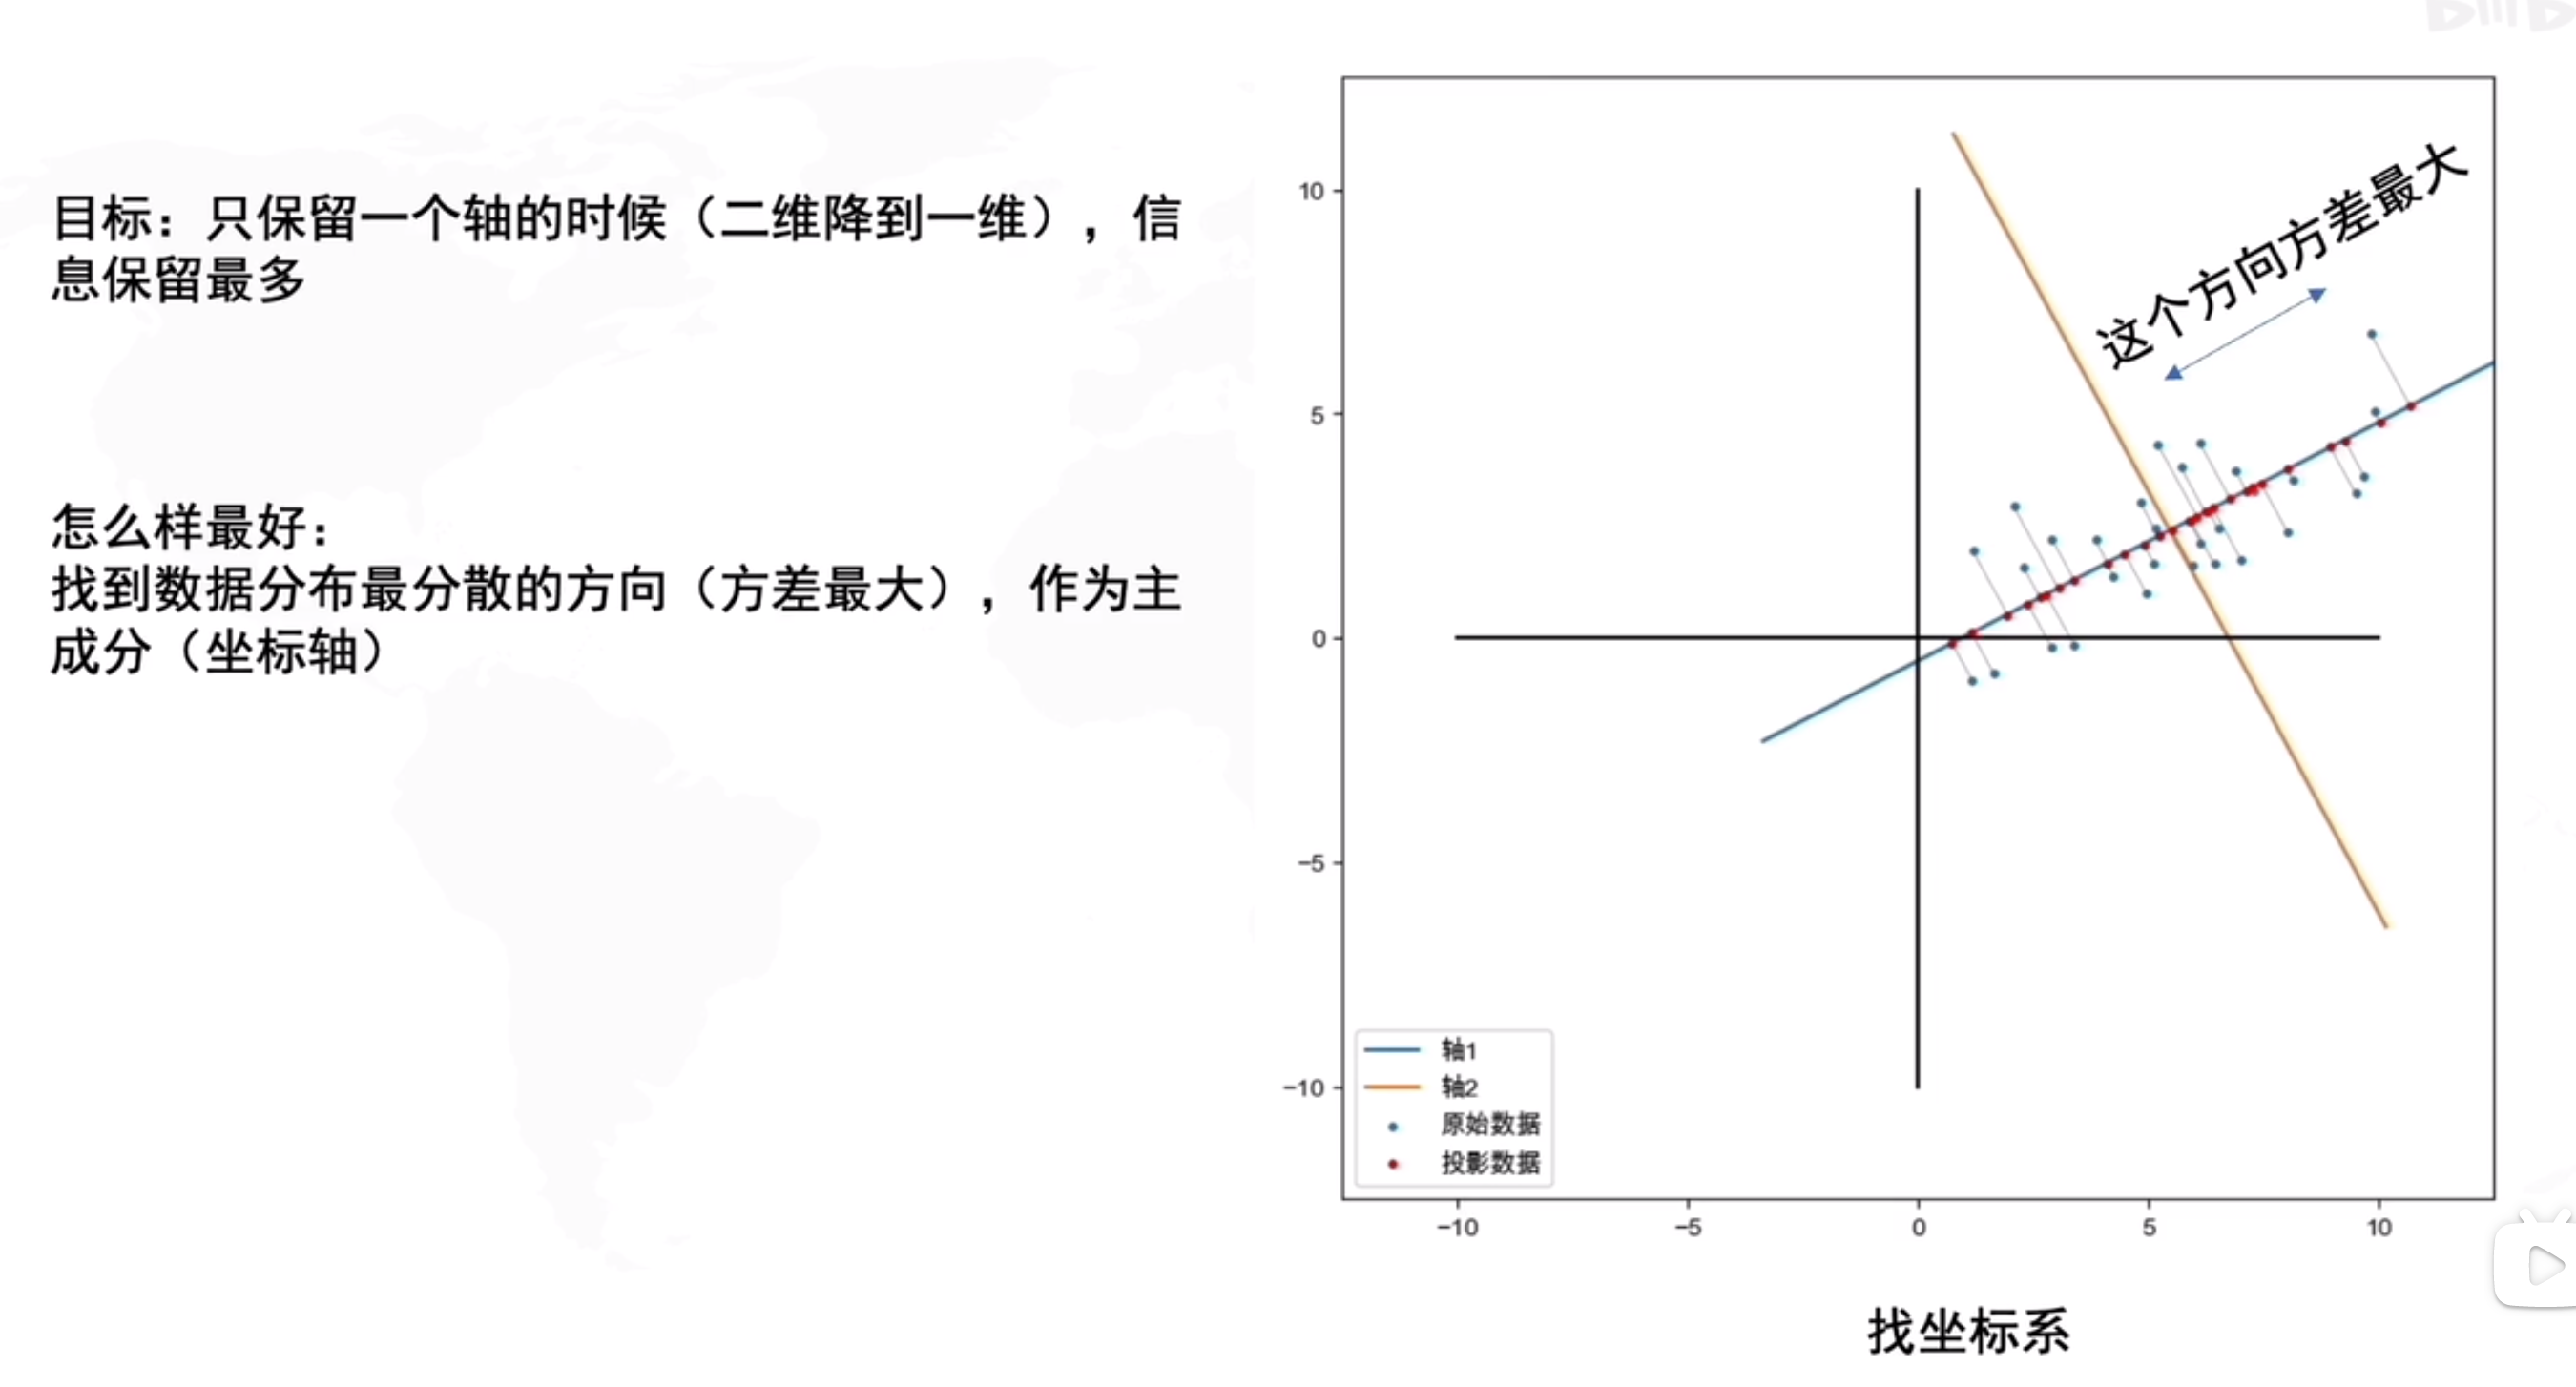 目标：只保留一个轴的时候（二维降到一维），信
息保留最多
怎么样最好：
找到数据分布最分散的方向（方差最大），作为主
成分（坐标轴）
这个方向方差最大
10
5
0
−5
−10
轴1
轴2
原始数据
投影数据
−10
−5
0
5
10
找坐标系